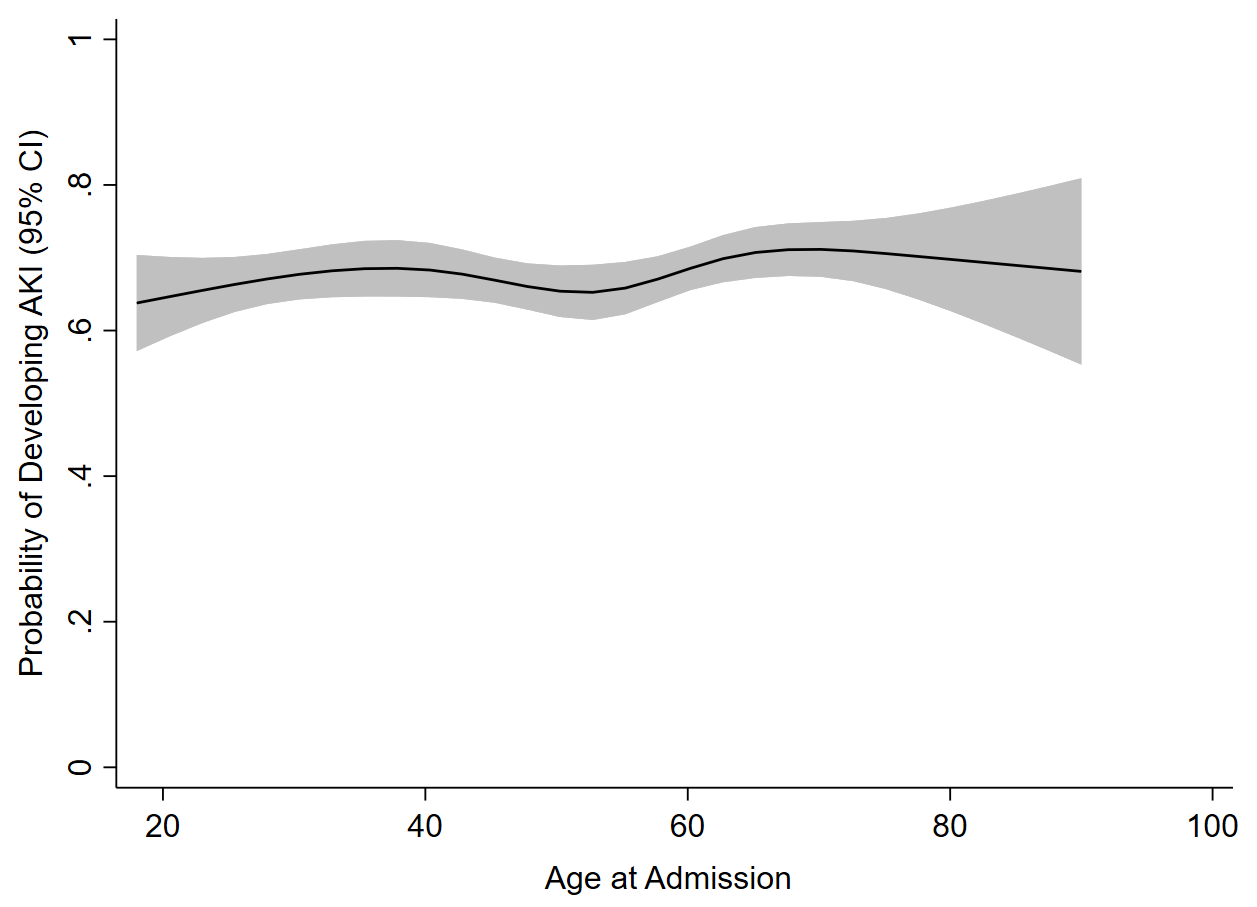 Probability of Developing AKI (95% CI)
1
.8
.6
.4
.2
0
20 40 60 80 100
Age at Admission